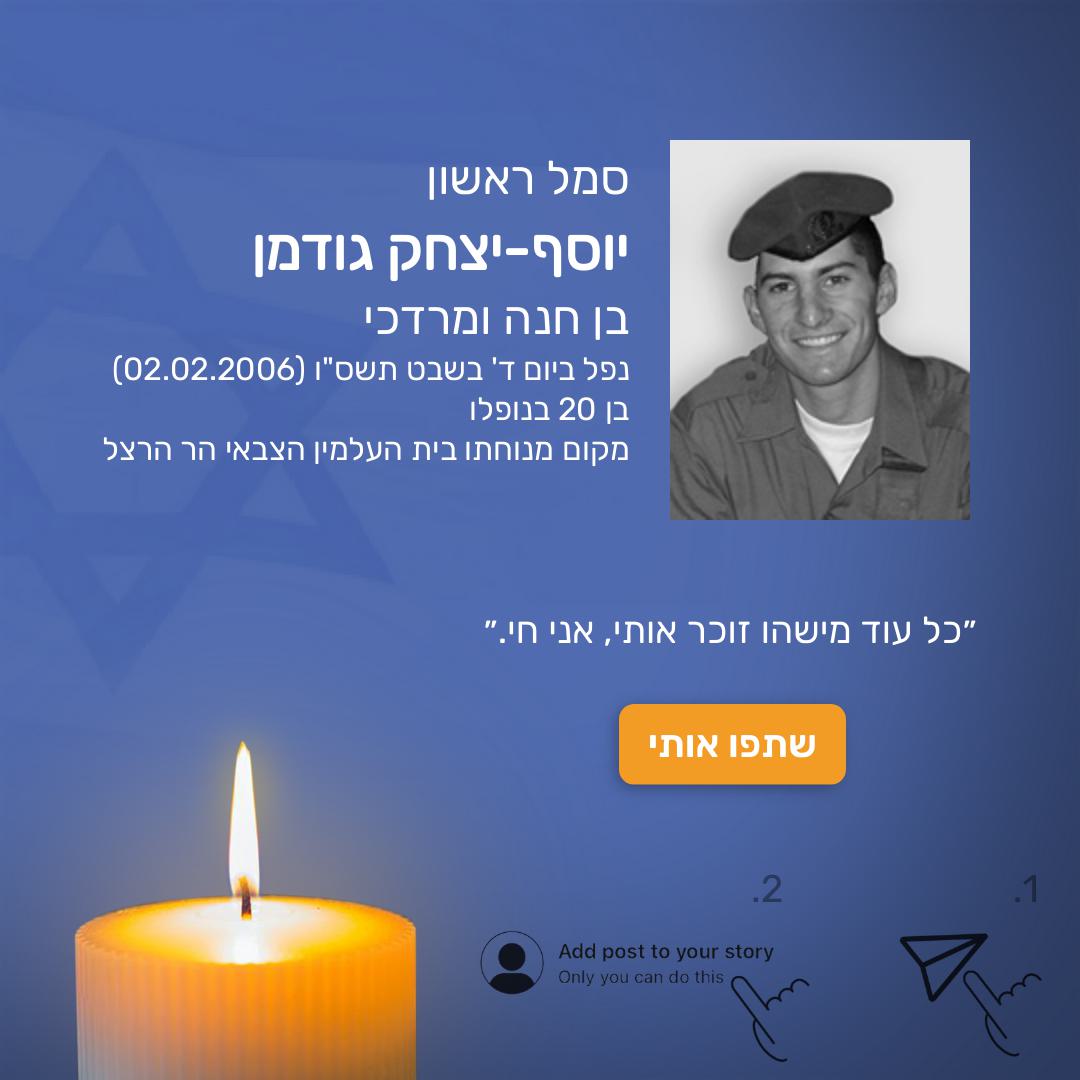 סמל ראשון
יוסף-יצחק גודמן
בן חנה ומרדכי
נפל ביום ד' בשבט תשס"ו (02.02.2006)
בן 20 בנופלו
מקום מנוחתו בית העלמין הצבאי הר הרצל
״כל עוד מישהו זוכר אותי, אני חי.״
שתפו אותי
1.
2.
Add post to your story
Only you can do this